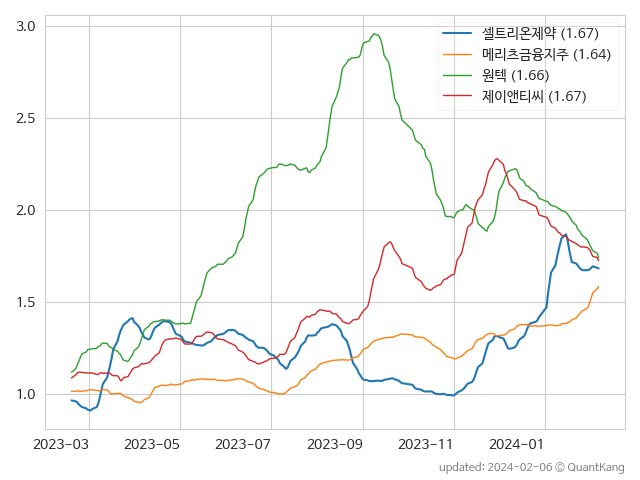 3.0
2.5
2.0
1.5
1.0
셀트리온제약 (1.67)
메리츠금융지주 (1.64)
원텍 (1.66)
제이앤티씨 (1.67)
2023-03 2023-05 2023-07 2023-09 2023-11 2024-01
updated: 2024-02-06 © QuantKang